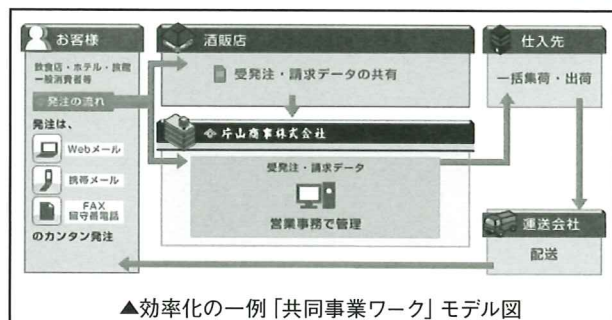 お客様
飲食店・ホテル・旅館
一般消費者等
発注の流れ
発注は、
Webメール
携帯メール
FAX
留守番電話
のカンタン発注
酒販店
受発注・請求データの共有
片山商事株式会社
受発注・請求データ
営業事務で管理
仕入先
一括集荷・出荷
運送会社
配送
▲効率化の一例「共同事業ワーク」モデル図